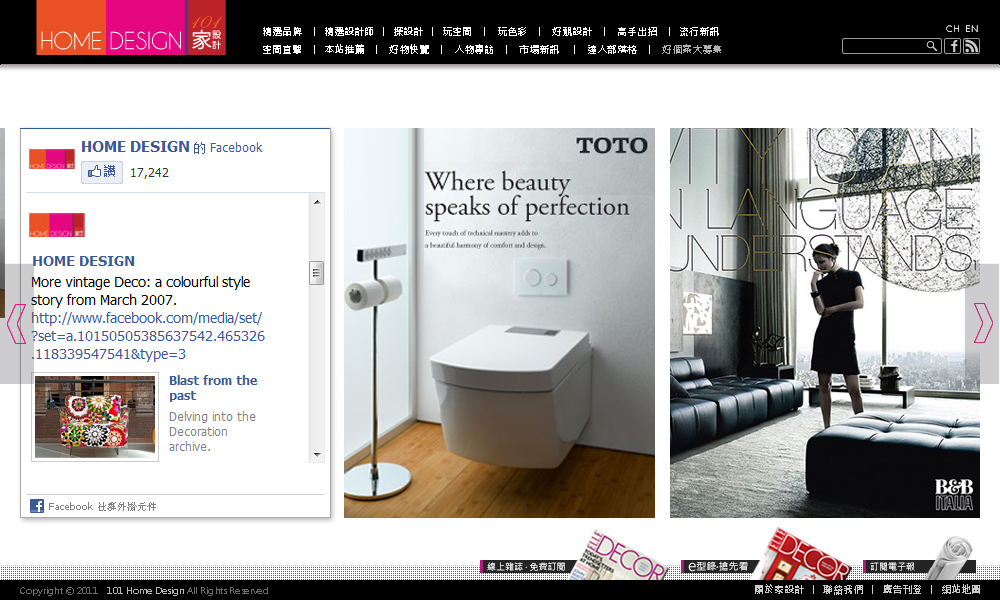 HOME DESIGN 101 家設計
精選品牌 | 精選設計師 | 探設計 | 玩空間 | 玩色彩 | 好親設計 | 高手出招 | 流行新訊
空間直擊 | 本站推薦 | 好物快覽 | 人物專訪 | 市場新訊 | 達人部落格 | 好個案大募集
CH EN
HOME DESIGN 的 Facebook
讚 17,242
HOME DESIGN
HOME DESIGN
More vintage Deco: a colourful style
story from March 2007.
http://www.facebook.com/media/set/
?set=a.10150505385637542.465326
.118339547541&type=3
Blast from the
past
Delving into the
Decoration
archive.
Facebook 社群外掛元件
TOTO
Where beauty
speaks of perfection
Every touch of technical mastery adds to
a beautiful harmony of comfort and design.
LANGUAGE
UNDERSTANDS
B&B
ITALIA
線上雜誌‧免費訂閱
DECOR
e型錄‧搶先看
DECOR
訂閱電子報
Copyright © 2011 101 Home Design All Rights Reserved
關於家設計 | 聯絡我們 | 廣告刊登 | 網站地圖